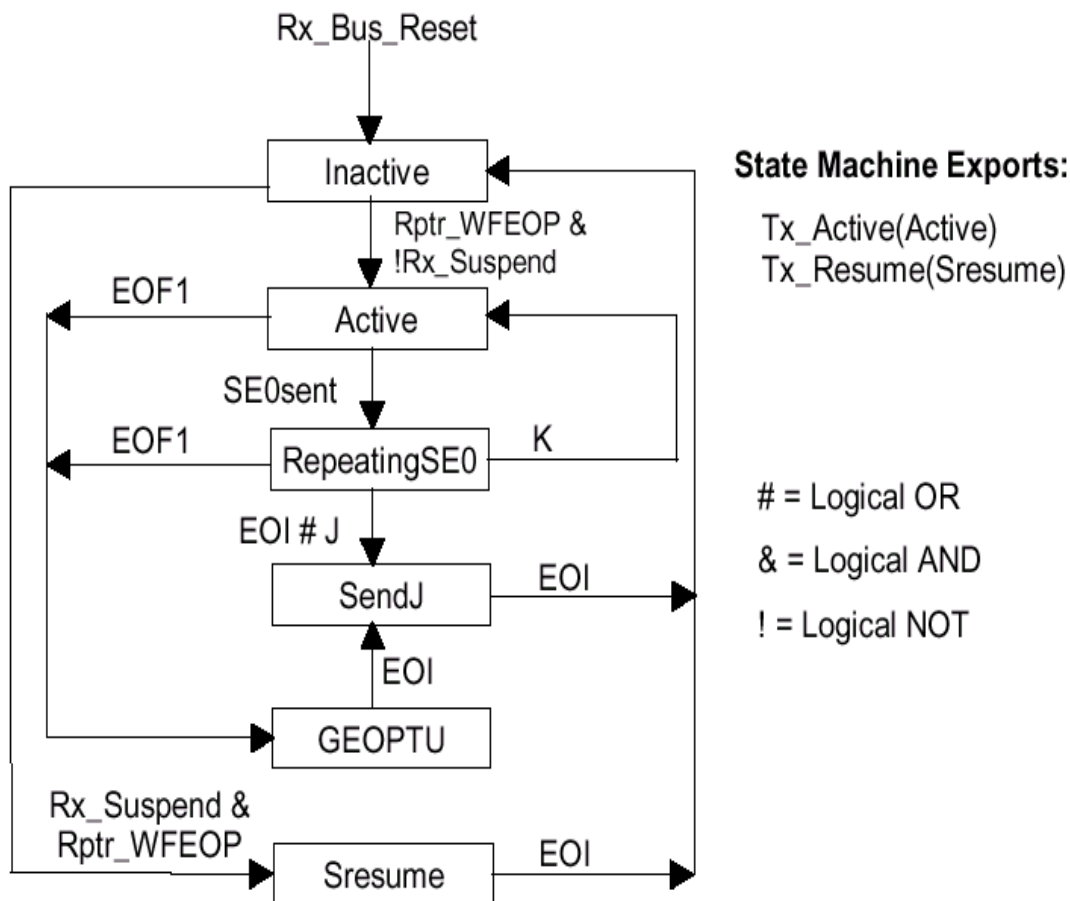 Rx_Bus_Reset
Inactive
State Machine Exports:
Rptr_WFEOP &
!Rx_Suspend
Tx_Active(Active)
Tx_Resume(Sresume)
EOF1
Active
SE0sent
EOF1
RepeatingSE0
K
EOI # J
# = Logical OR
& = Logical AND
! = Logical NOT
SendJ
EOI
EOI
GEOPTU
Rx_Suspend &
Rptr_WFEOP
Sresume
EOI